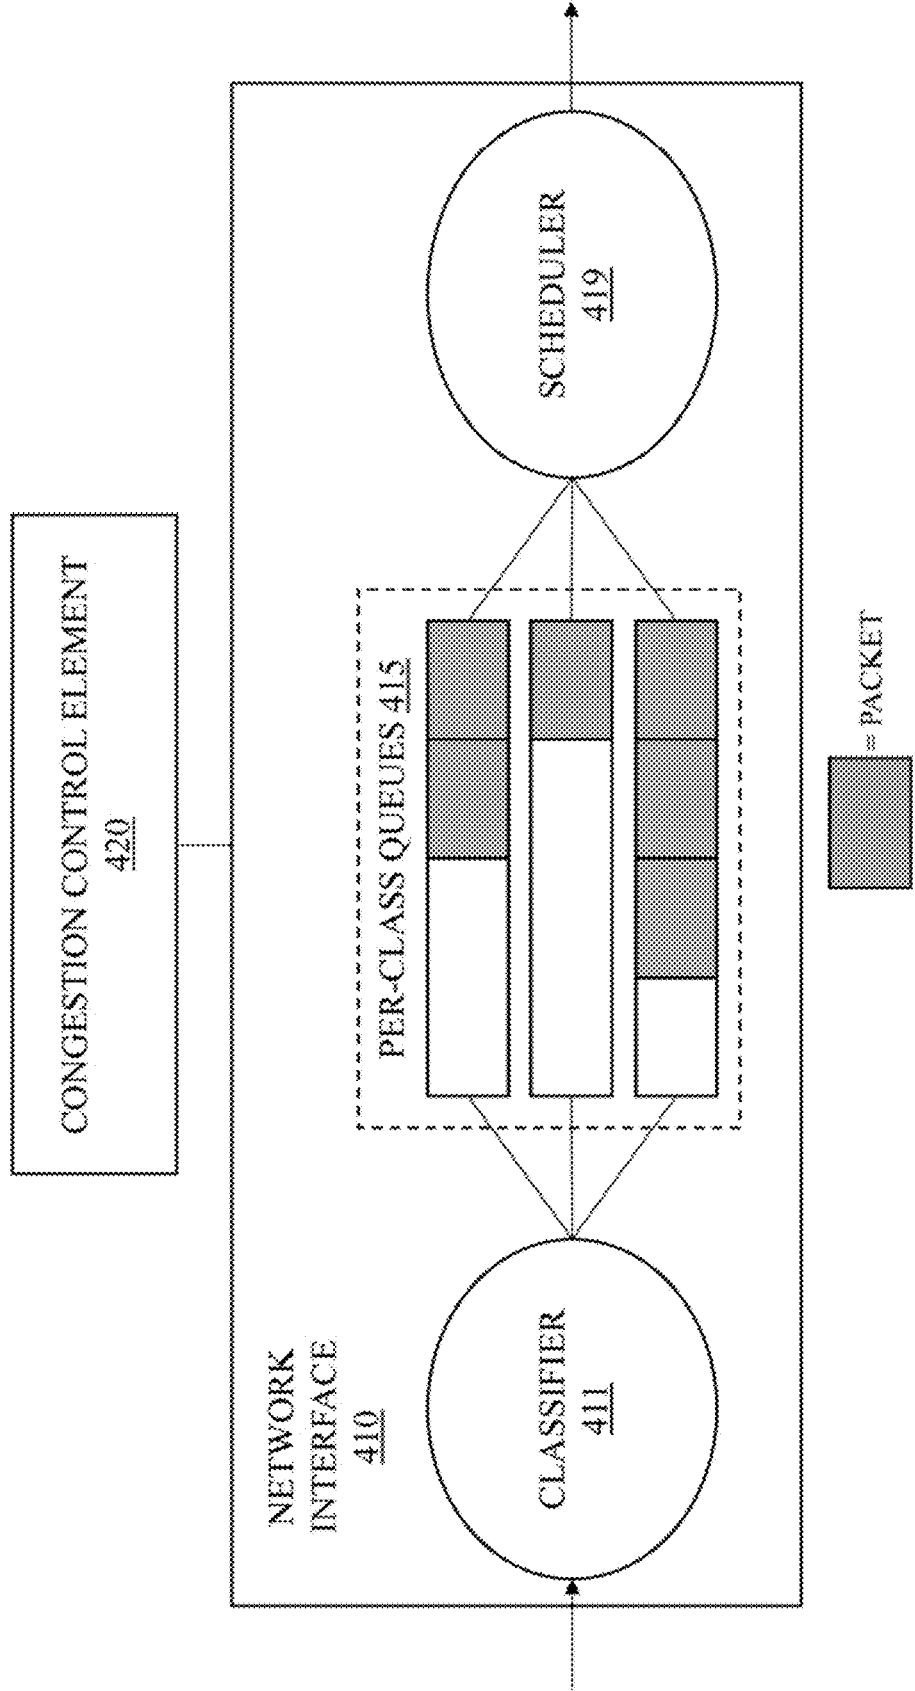 CONGESTION CONTROL ELEMENT
420
NETWORK
INTERFACE
410
PER-CLASS QUEUES 415
CLASSIFIER
411
SCHEDULER
419
= PACKET